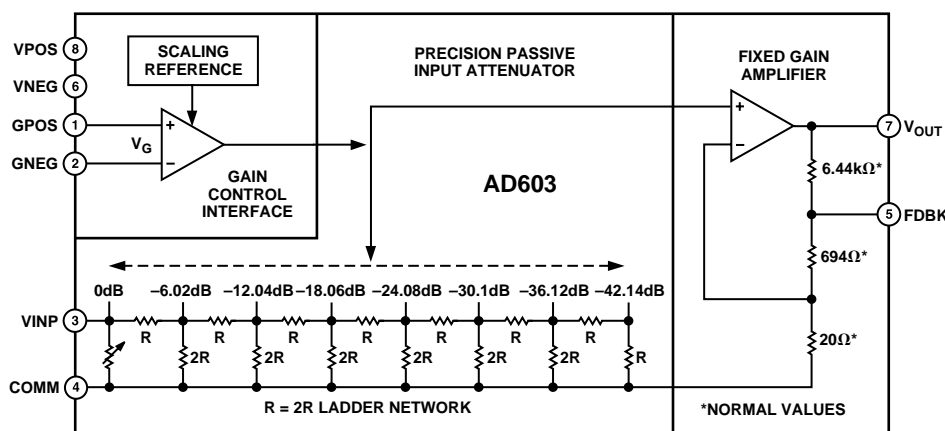 VPOS 8
VNEG 6
GPOS 1
GNEG 2
SCALING
REFERENCE
VG
+
−
GAIN
CONTROL
INTERFACE
PRECISION PASSIVE
INPUT ATTENUATOR
AD603
FIXED GAIN
AMPLIFIER
+
−
7 VOUT
6.44kΩ*
5 FDBK
694Ω*
20Ω*
0dB −6.02dB −12.04dB −18.06dB −24.08dB −30.1dB −36.12dB −42.14dB
VINP 3
R R R R R R R
2R 2R 2R 2R 2R 2R R
COMM 4
R = 2R LADDER NETWORK
*NORMAL VALUES